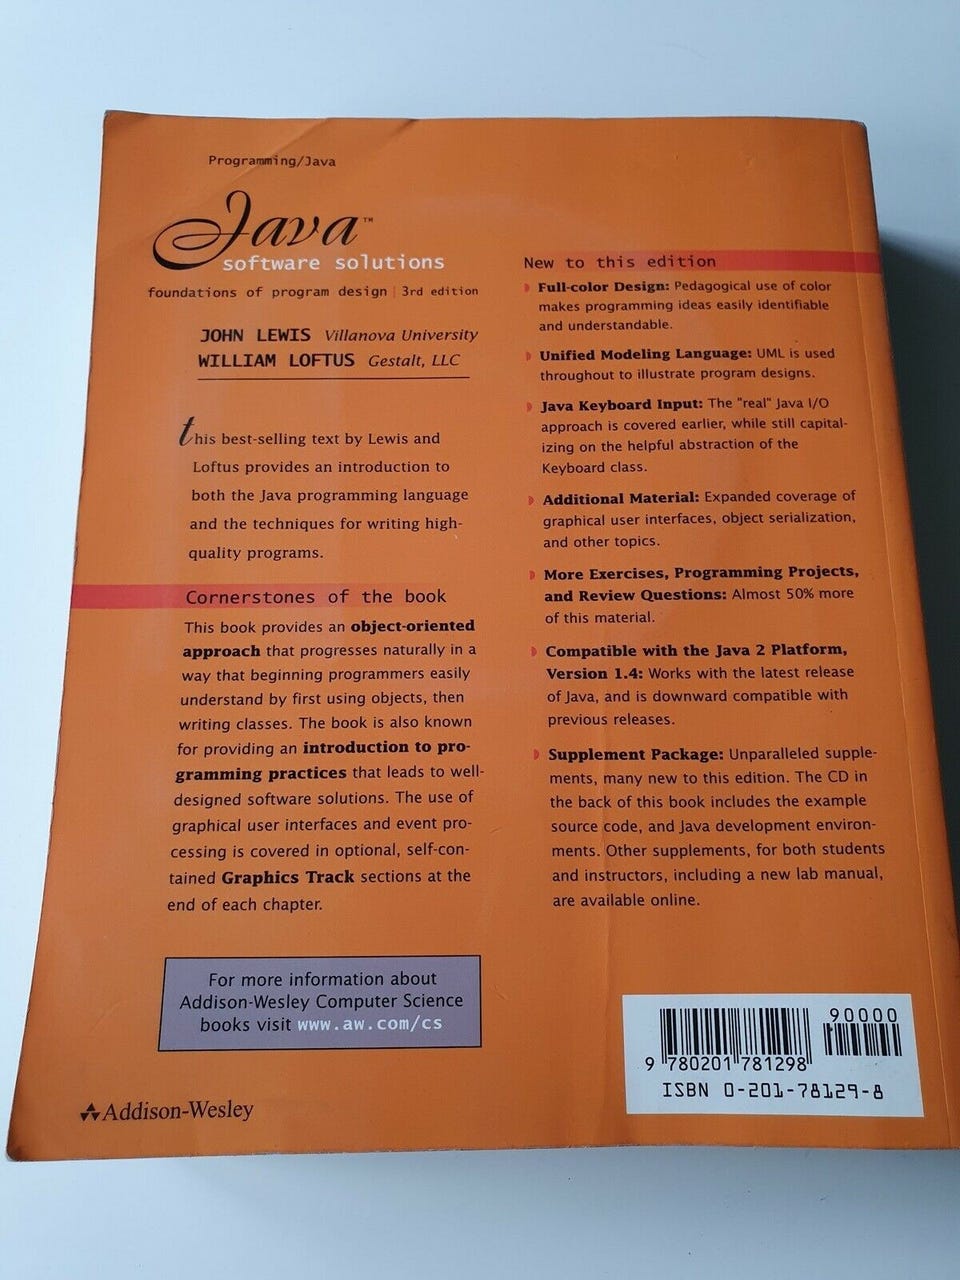 Programming/Java
Java™
software solutions
foundations of program design | 3rd edition
JOHN LEWIS Villanova University
WILLIAM LOFTUS Gestalt, LLC
this best-selling text by Lewis and
Loftus provides an introduction to
both the Java programming language
and the techniques for writing high-
quality programs.
Cornerstones of the book
This book provides an object-oriented
approach that progresses naturally in a
way that beginning programmers easily
understand by first using objects, then
writing classes. The book is also known
for providing an introduction to pro-
gramming practices that leads to well-
designed software solutions. The use of
graphical user interfaces and event pro-
cessing is covered in optional, self-con-
tained Graphics Track sections at the
end of each chapter.
For more information about
Addison-Wesley Computer Science
books visit www.aw.com/cs
Addison-Wesley
New to this edition
Full-color Design: Pedagogical use of color
makes programming ideas easily identifiable
and understandable.
Unified Modeling Language: UML is used
throughout to illustrate program designs.
Java Keyboard Input: The "real" Java I/O
approach is covered earlier, while still capital-
izing on the helpful abstraction of the
Keyboard class.
Additional Material: Expanded coverage of
graphical user interfaces, object serialization,
and other topics.
More Exercises, Programming Projects,
and Review Questions: Almost 50% more
of this material.
Compatible with the Java 2 Platform,
Version 1.4: Works with the latest release
of Java, and is downward compatible with
previous releases.
Supplement Package: Unparalleled supple-
ments, many new to this edition. The CD in
the back of this book includes the example
source code, and Java development environ-
ments. Other supplements, for both students
and instructors, including a new lab manual,
are available online.
90000
9 780201 781298
ISBN 0-201-78129-8